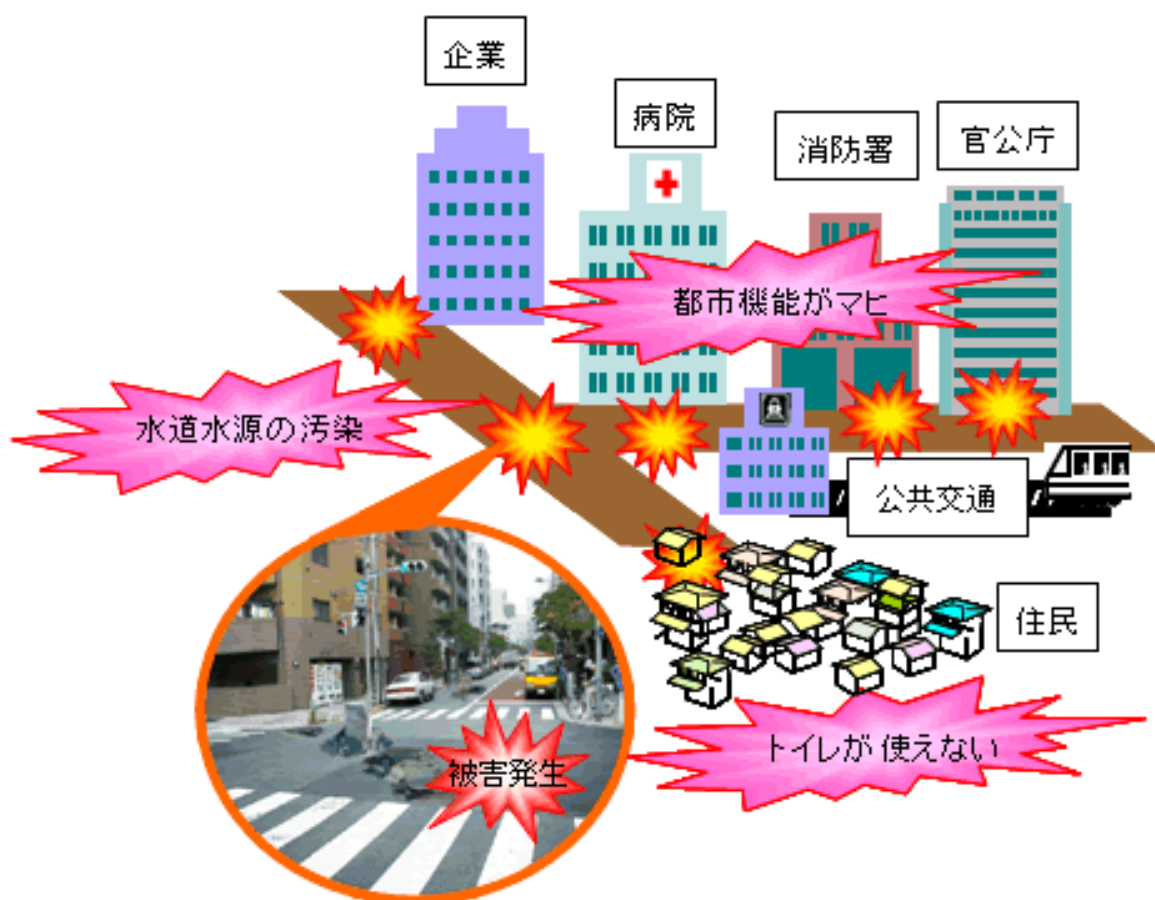 企業
病院
消防署
官公庁
都市機能がマヒ
水道水源の汚染
公共交通
住民
トイレが使えない
被害発生